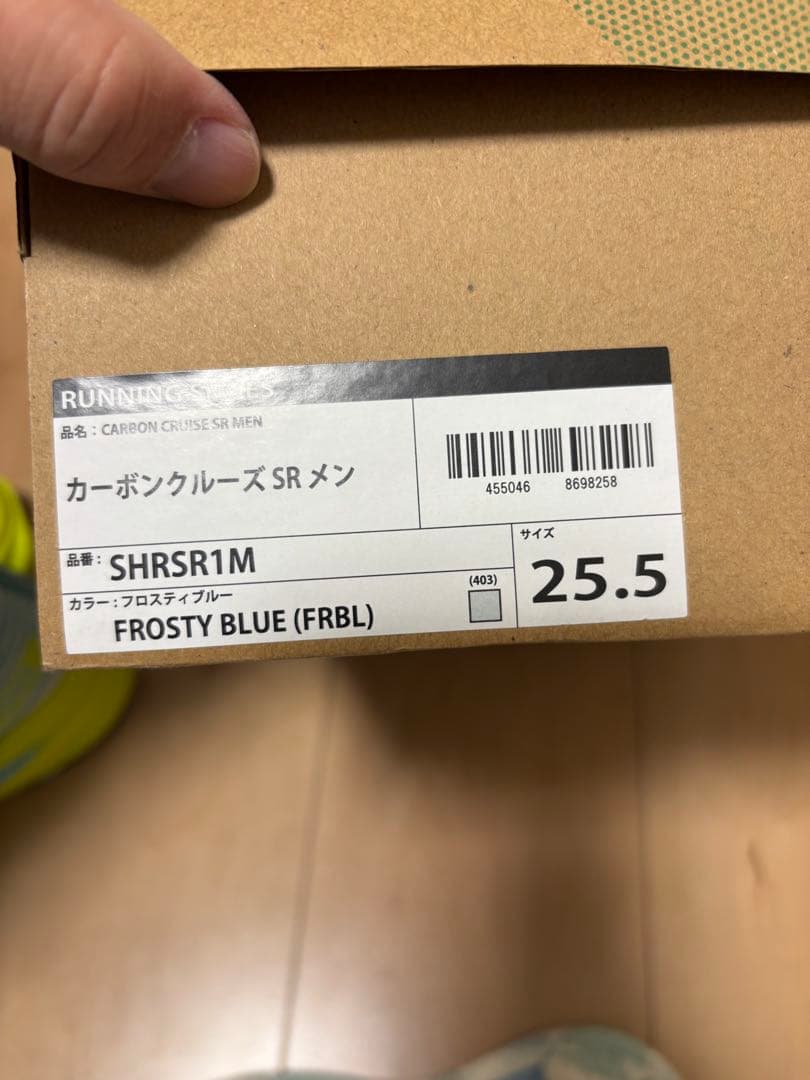 RUNNING SHOES
品名：CARBON CRUISE SR MEN
カーボンクルーズ SR メン
455046 8698258
品番：SHRSR1M
サイズ
25.5
カラー：フロスティブルー
(403)
FROSTY BLUE (FRBL)